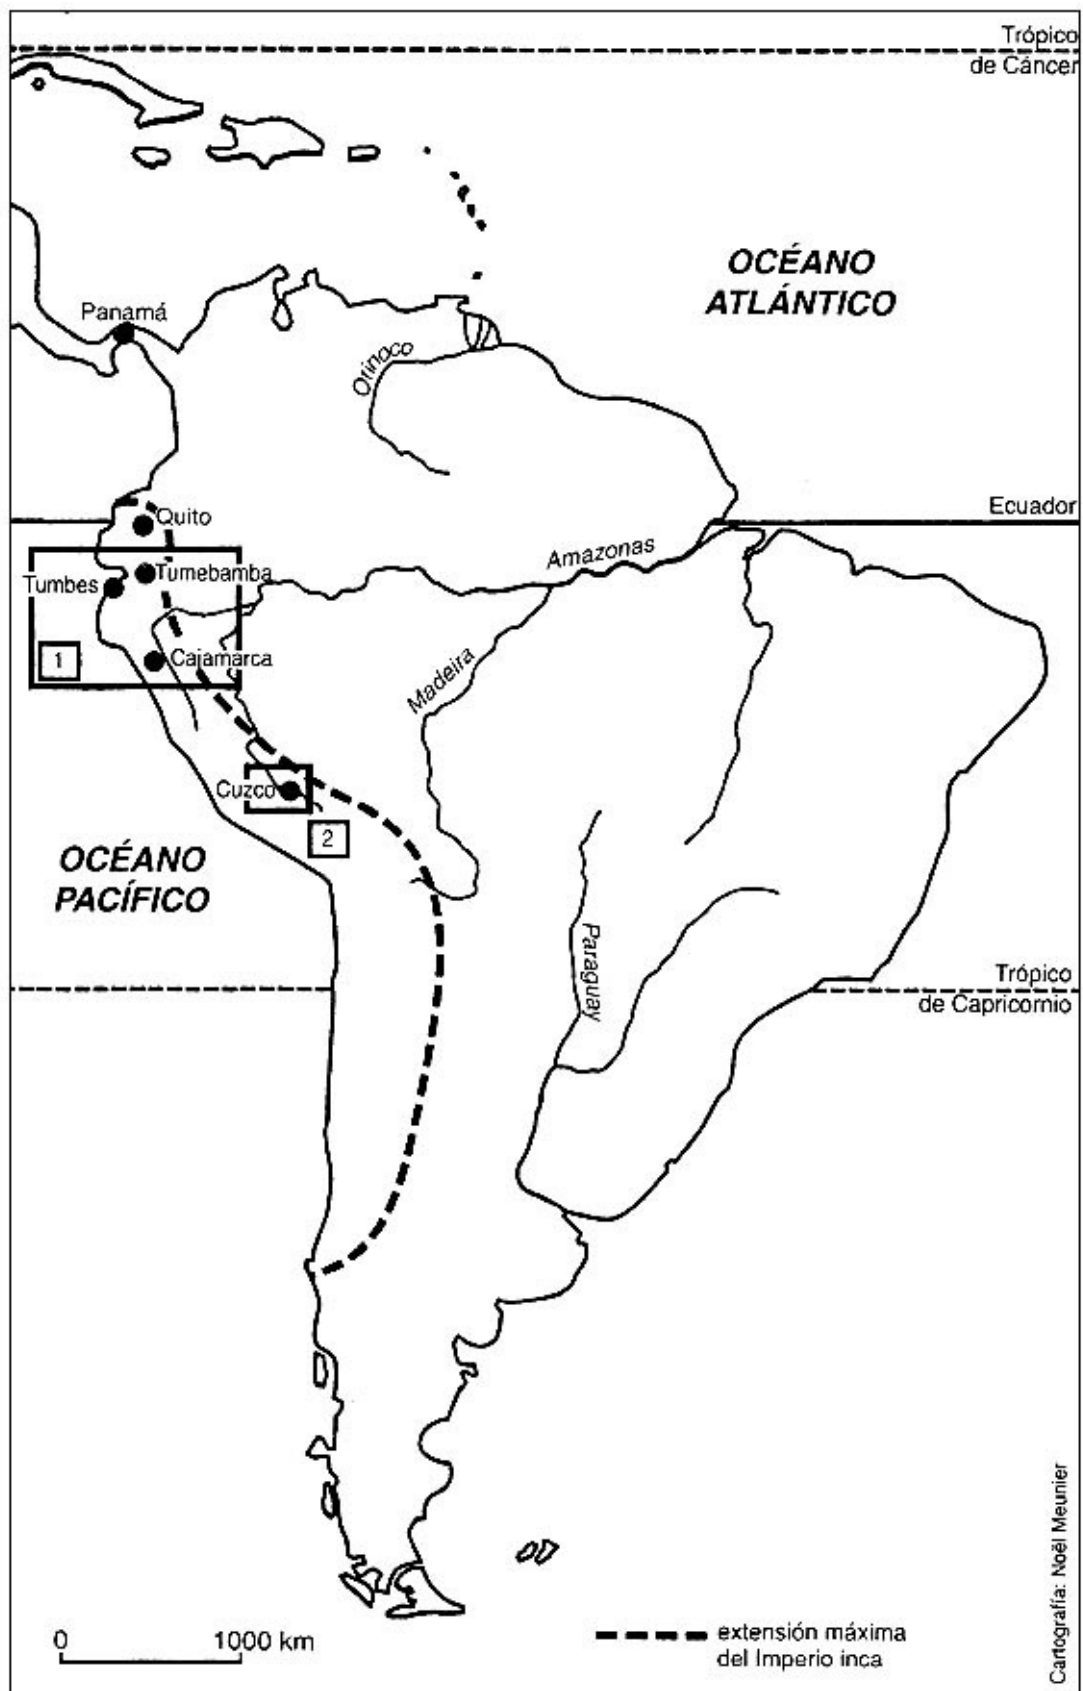 Trópico
de Cáncer
OCÉANO
ATLÁNTICO
Panamá
Orinoco
Ecuador
Quito
Amazonas
Tumebamba
Tumbes
1
Cajamarca
Madeira
Cuzco
2
OCÉANO
PACÍFICO
Paraguay
Trópico
de Capricornio
0 1000 km
extensión máxima
del Imperio inca
Cartografía: Noël Meunier